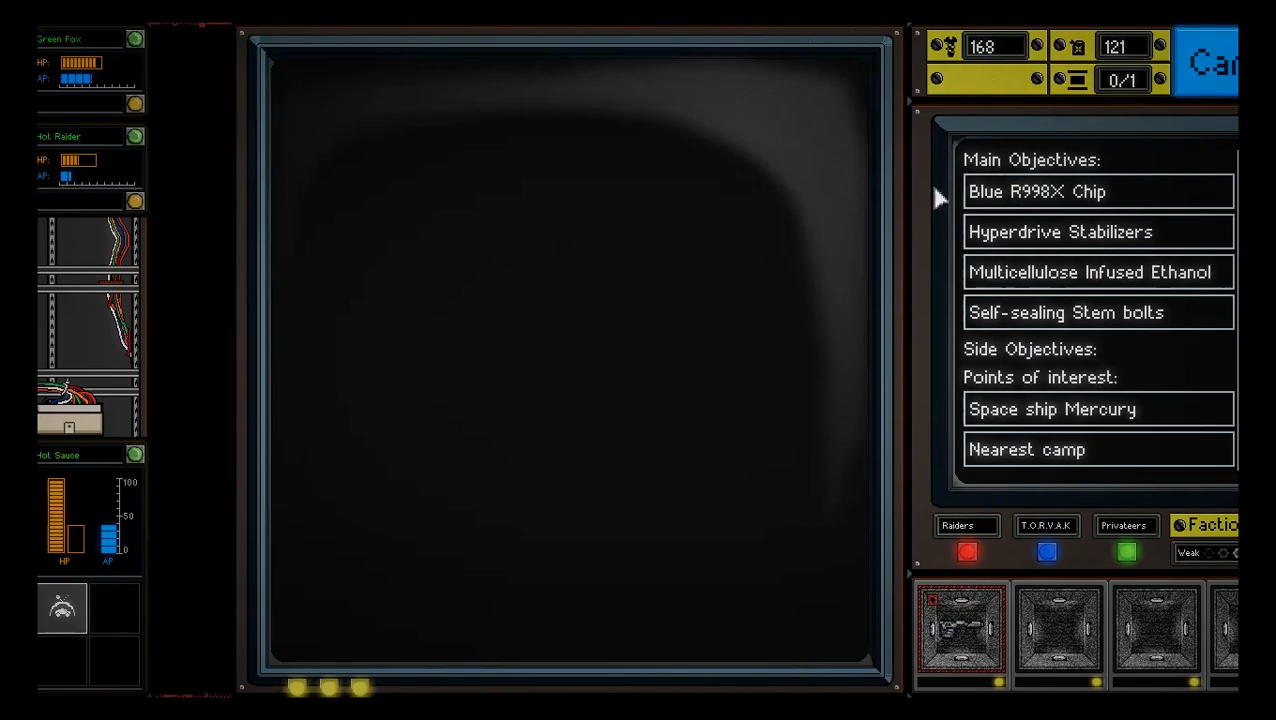 Green Fox
HP:
AP:
Hot Raider
HP:
AP:
Hot Sauce
100
50
0
HP
AP
168
121
0/1
Main Objectives:
Blue R998X Chip
Hyperdrive Stabilizers
Multicellulose Infused Ethanol
Self-sealing Stem bolts
Side Objectives:
Points of interest:
Space ship Mercury
Nearest camp
Raiders
T.O.R.V.A.K
Privateers
Factio
Weak